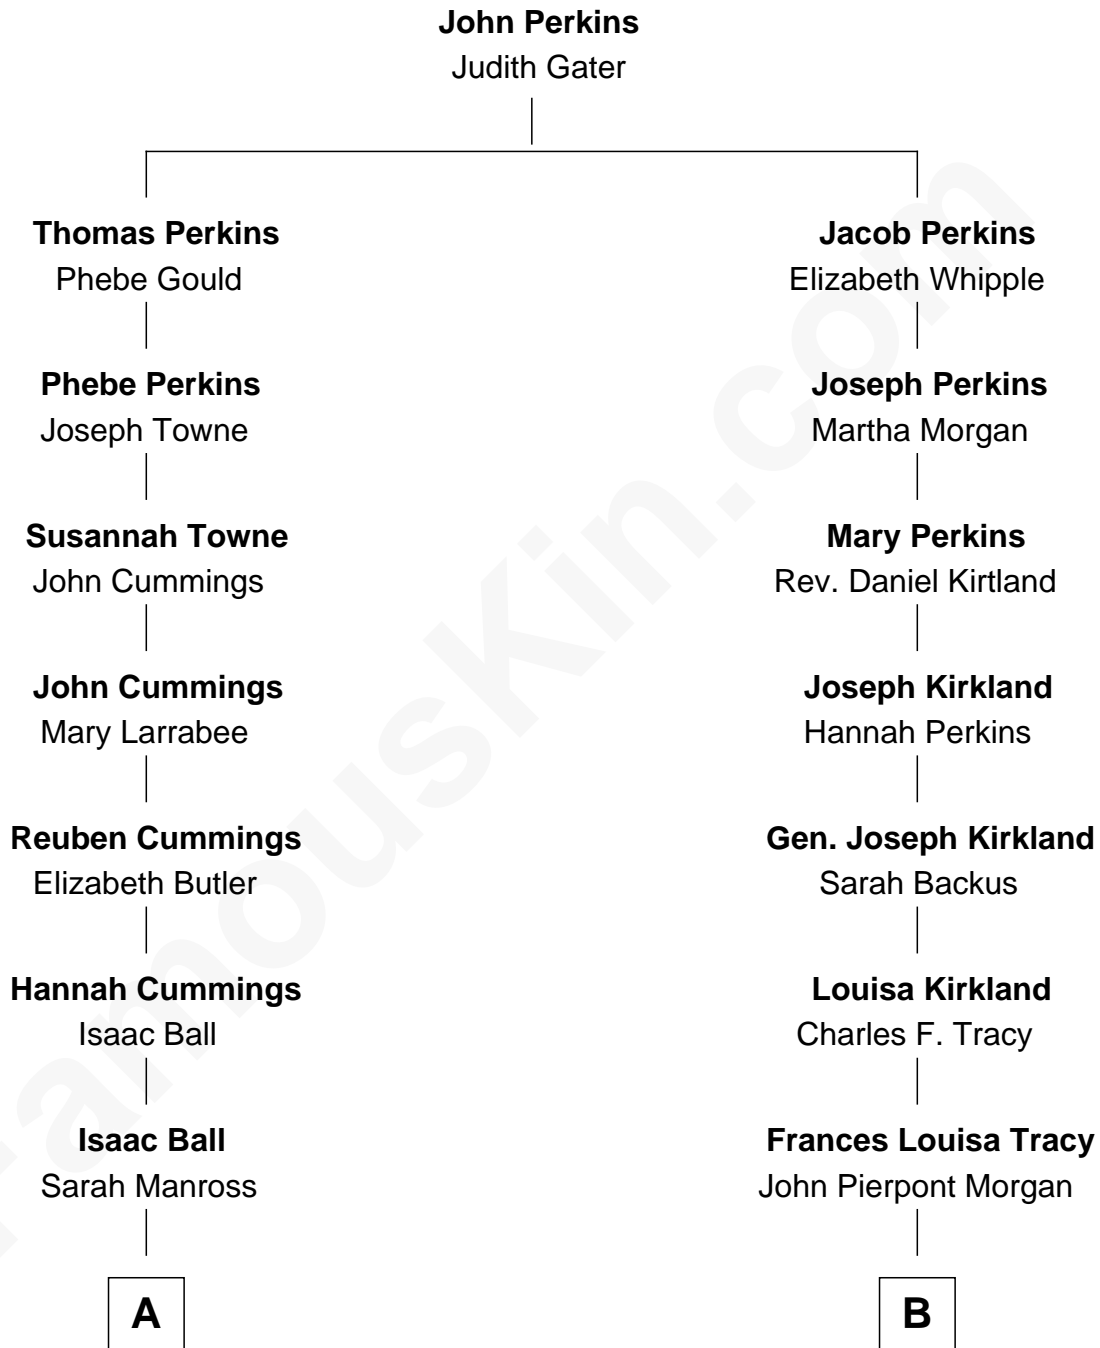 John Perkins
Judith Gater
Thomas Perkins
Phebe Gould
Phebe Perkins
Joseph Towne
Susannah Towne
John Cummings
John Cummings
Mary Larrabee
Reuben Cummings
Elizabeth Butler
Hannah Cummings
Isaac Ball
Isaac Ball
Sarah Manross
A
Jacob Perkins
Elizabeth Whipple
Joseph Perkins
Martha Morgan
Mary Perkins
Rev. Daniel Kirtland
Joseph Kirkland
Hannah Perkins
Gen. Joseph Kirkland
Sarah Backus
Louisa Kirkland
Charles F. Tracy
Frances Louisa Tracy
John Pierpont Morgan
B
FamousKin.com